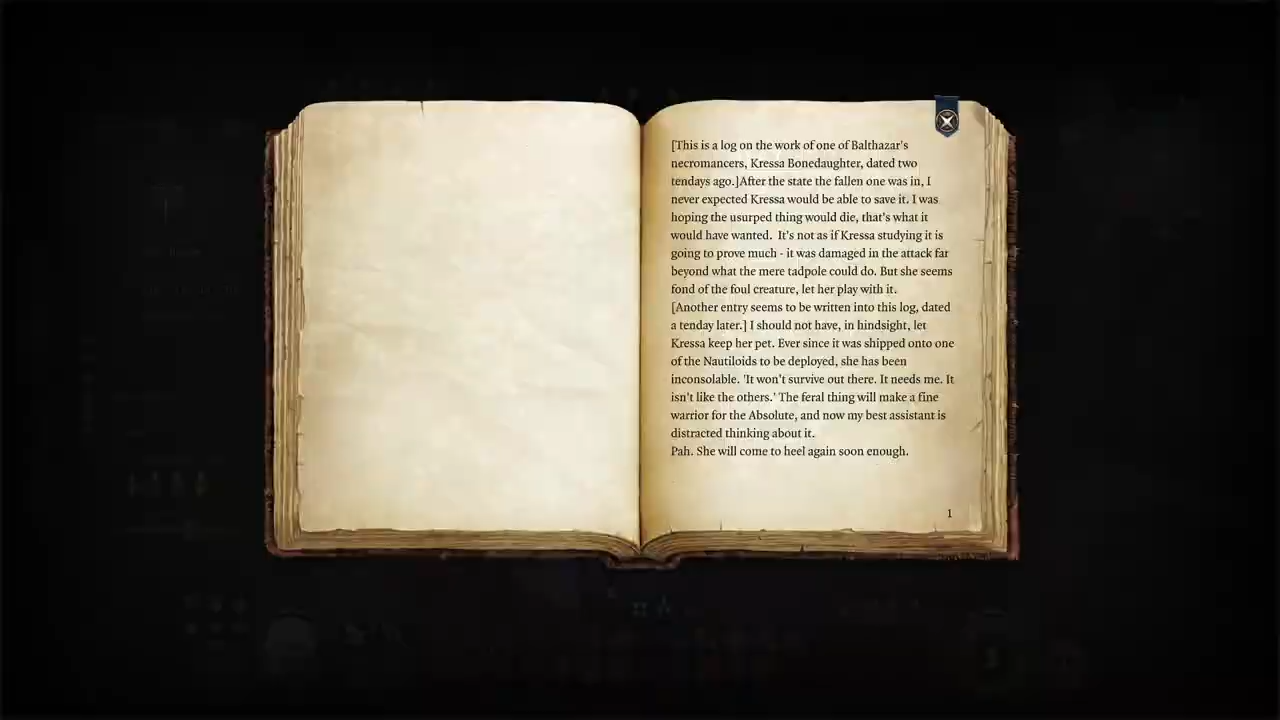 [This is a log on the work of one of Balthazar's
necromancers, Kressa Bonedaughter, dated two
tendays ago.]After the state the fallen one was in, I
never expected Kressa would be able to save it. I was
hoping the usurped thing would die, that's what it
would have wanted.  It's not as if Kressa studying it is
going to prove much - it was damaged in the attack far
beyond what the mere tadpole could do. But she seems
fond of the foul creature, let her play with it.
[Another entry seems to be written into this log, dated
a tenday later.] I should not have, in hindsight, let
Kressa keep her pet. Ever since it was shipped onto one
of the Nautiloids to be deployed, she has been
inconsolable. 'It won't survive out there. It needs me. It
isn't like the others.' The feral thing will make a fine
warrior for the Absolute, and now my best assistant is
distracted thinking about it.
Pah. She will come to heel again soon enough.
1